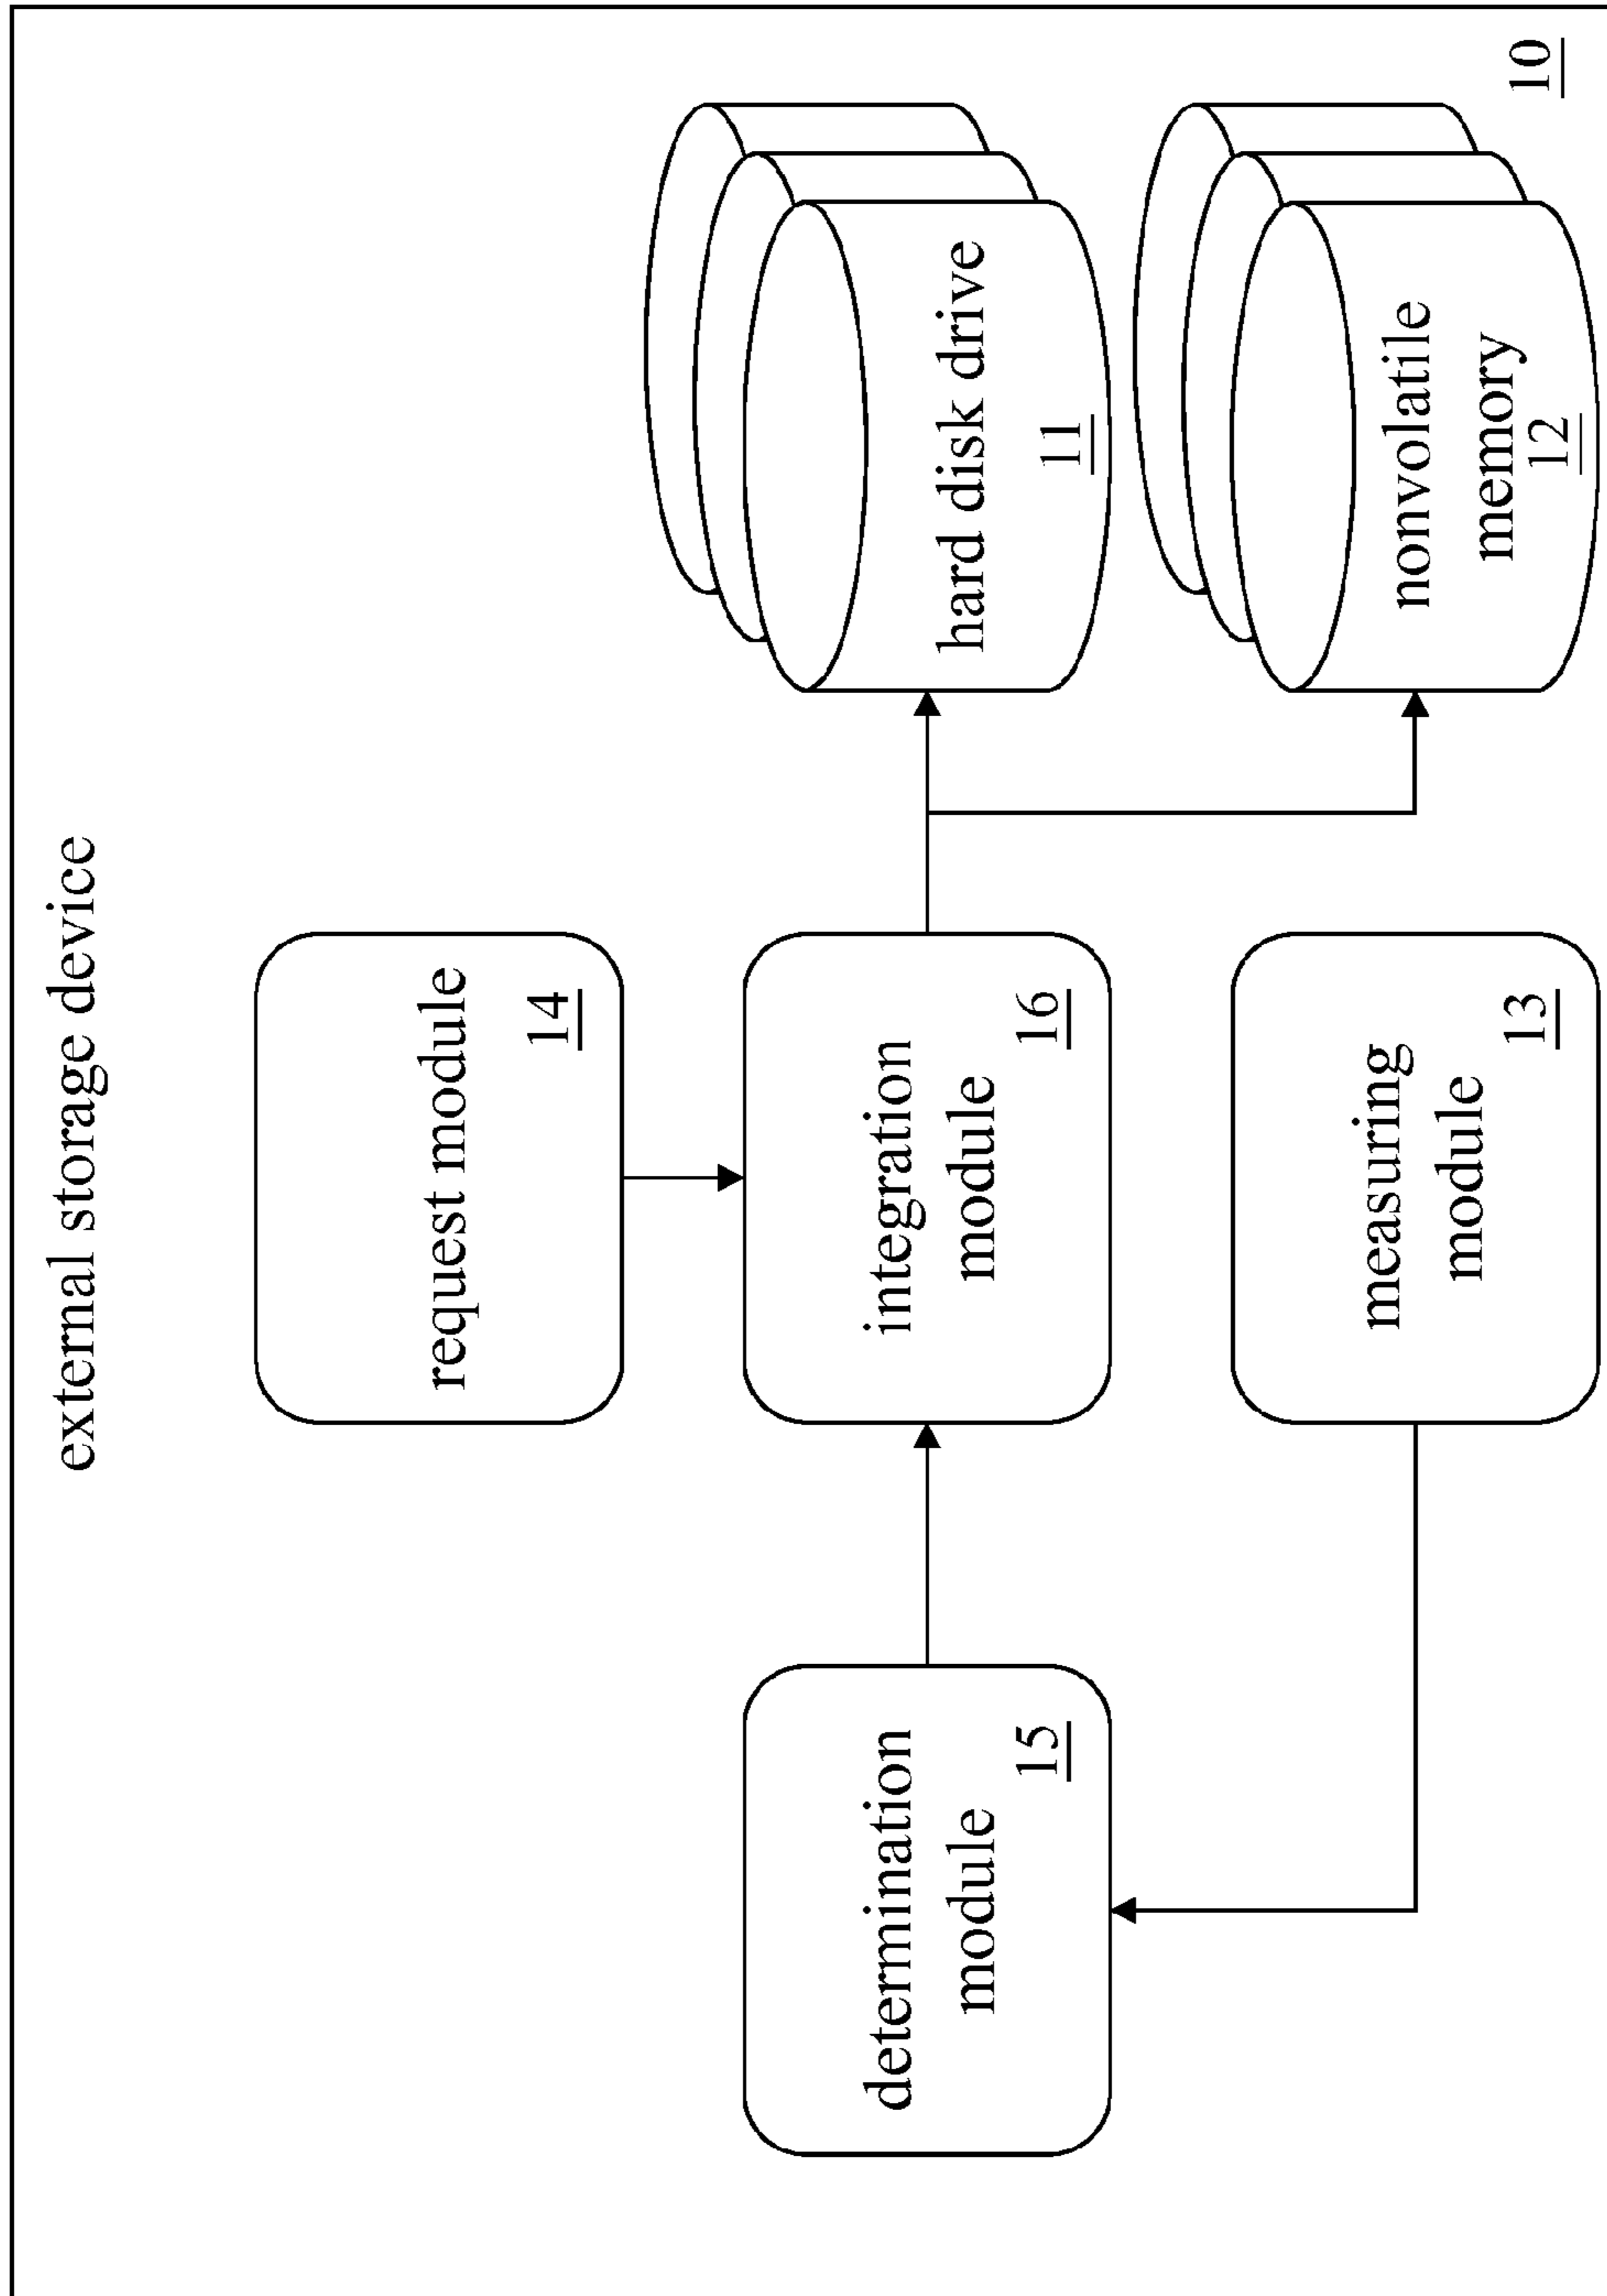 external storage device
request module
14
determination
module
15
integration
module
16
hard disk drive
11
measuring
module
13
nonvolatile
memory
12
10